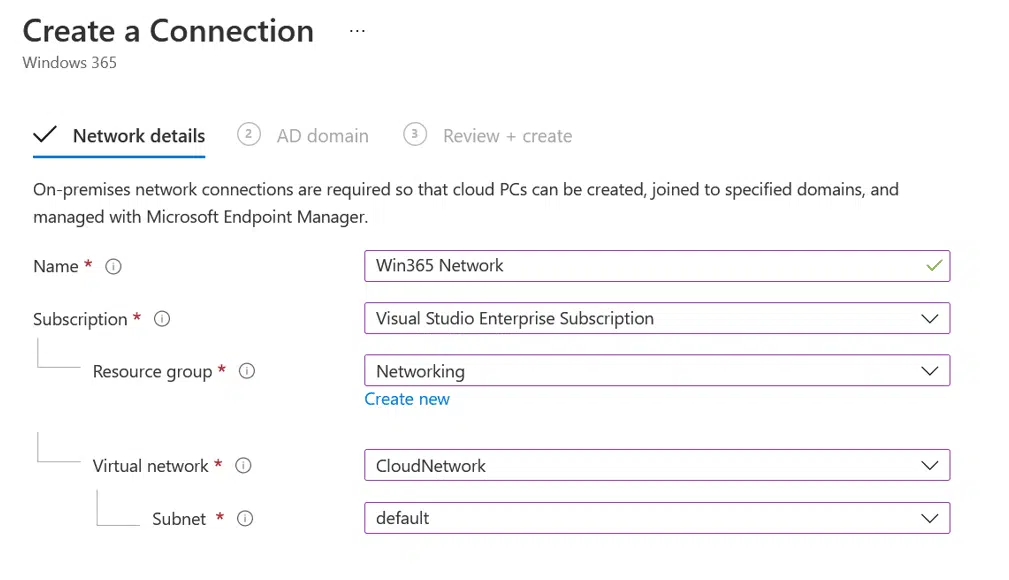 Create a Connection ...
Windows 365
Network details 2 AD domain 3 Review + create
On-premises network connections are required so that cloud PCs can be created, joined to specified domains, and
managed with Microsoft Endpoint Manager.
Name * i Win365 Network
Subscription * i Visual Studio Enterprise Subscription
Resource group * i Networking
Create new
Virtual network * i CloudNetwork
Subnet * i default